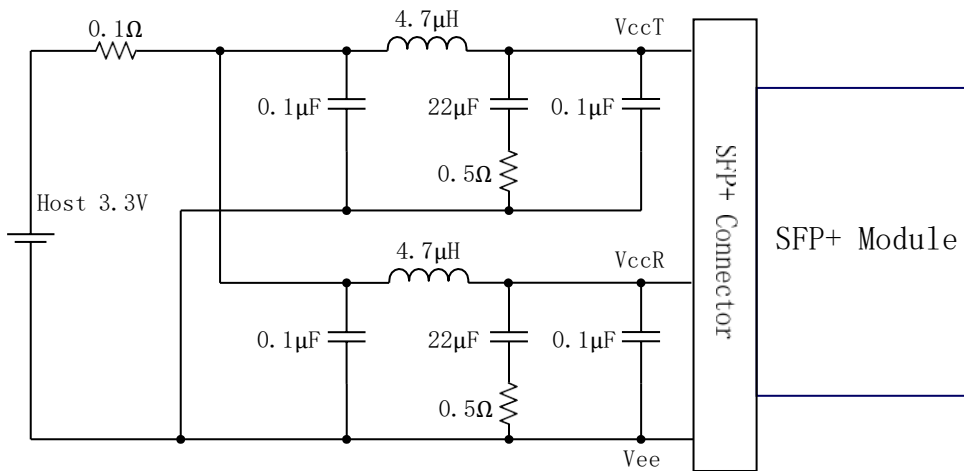 0.1Ω
4.7μH
VccT
0.1μF
22μF
0.1μF
0.5Ω
Host 3.3V
SFP+ Connector
SFP+ Module
4.7μH
VccR
0.1μF
22μF
0.1μF
0.5Ω
Vee